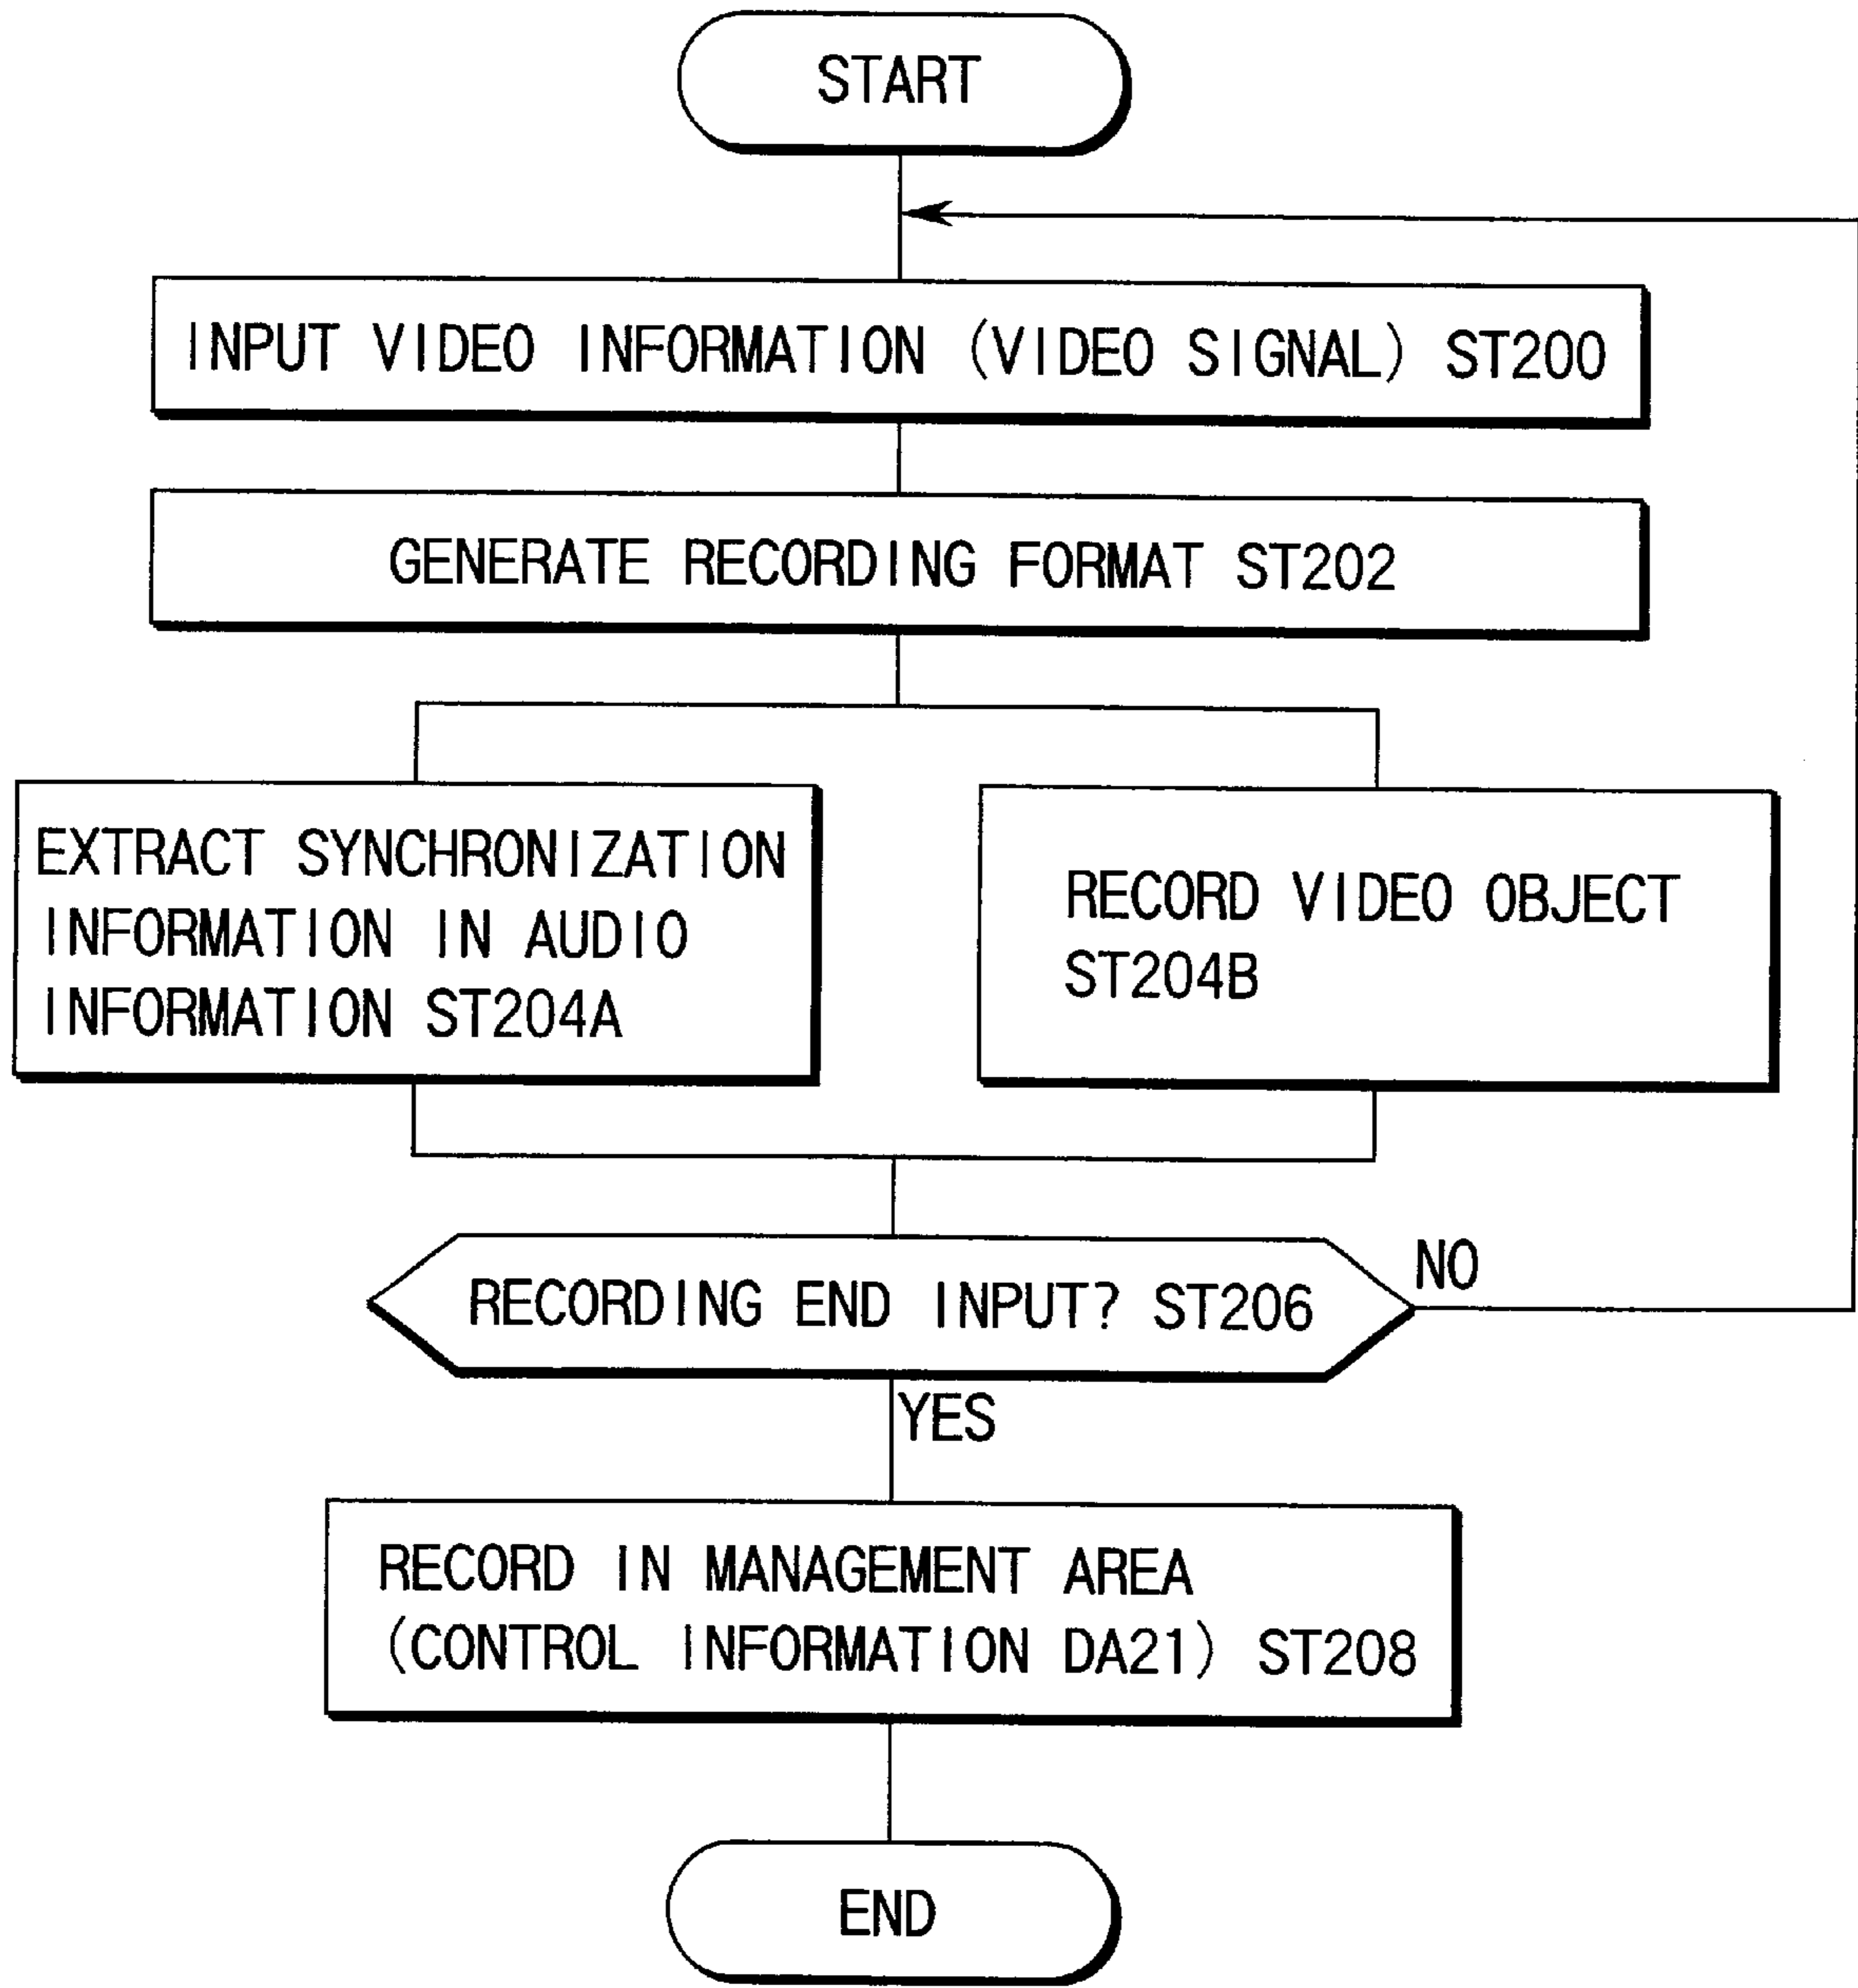 START
INPUT VIDEO INFORMATION (VIDEO SIGNAL) ST200
GENERATE RECORDING FORMAT ST202
EXTRACT SYNCHRONIZATION
INFORMATION IN AUDIO
INFORMATION ST204A
RECORD VIDEO OBJECT
ST204B
RECORDING END INPUT? ST206
NO
YES
RECORD IN MANAGEMENT AREA
(CONTROL INFORMATION DA21) ST208
END